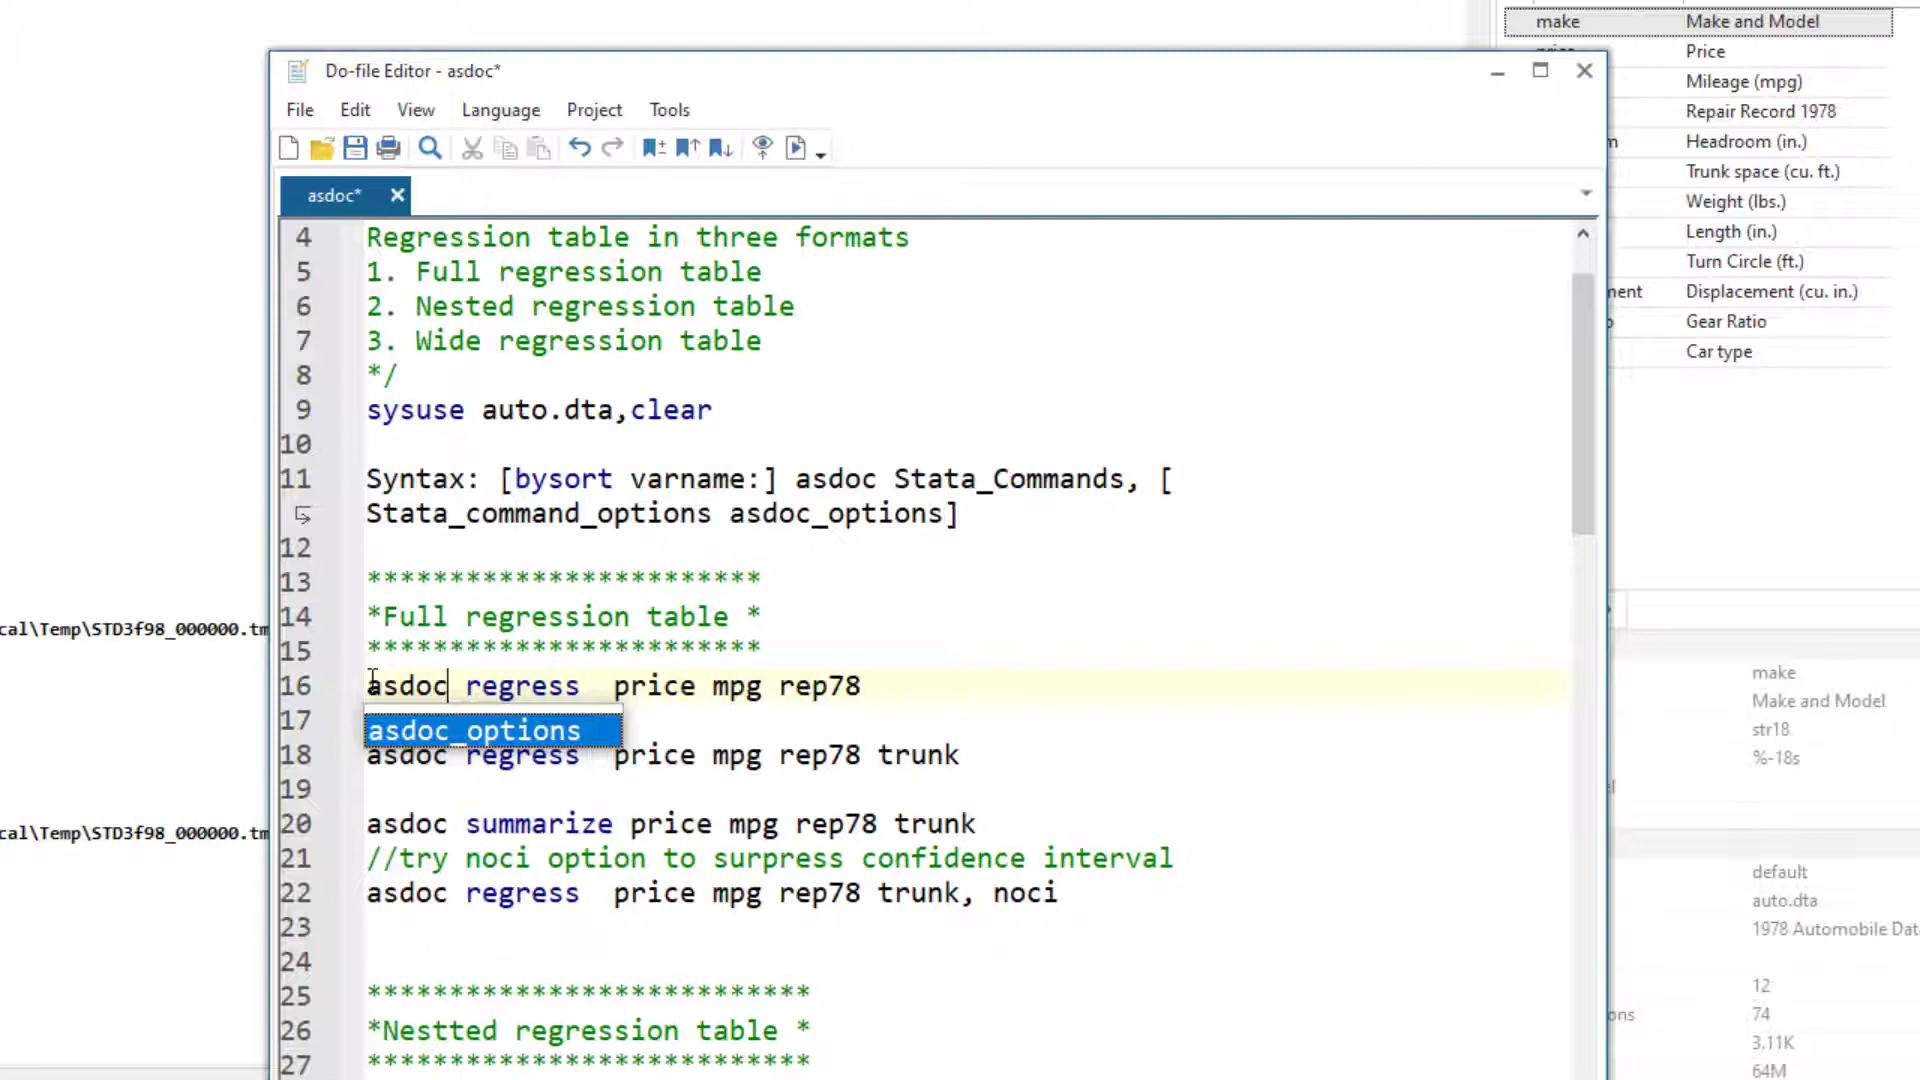 make Make and Model
Price
Mileage (mpg)
Repair Record 1978
Headroom (in.)
Trunk space (cu. ft.)
Weight (lbs.)
Length (in.)
Turn Circle (ft.)
Displacement (cu. in.)
Gear Ratio
Car type
Do-file Editor - asdoc*
File Edit View Language Project Tools
asdoc*
4 Regression table in three formats
5 1. Full regression table
6 2. Nested regression table
7 3. Wide regression table
8 */
9 sysuse auto.dta,clear
10
11 Syntax: [bysort varname:] asdoc Stata_Commands, [
Stata_command_options asdoc_options]
12
13 ************************
14 *Full regression table *
15 ************************
16 asdoc regress  price mpg rep78
17
asdoc_options
18 asdoc regress  price mpg rep78 trunk
19
20 asdoc summarize price mpg rep78 trunk
21 //try noci option to surpress confidence interval
22 asdoc regress  price mpg rep78 trunk, noci
23
24
25 ***************************
26 *Nestted regression table *
27 ***************************
cal\Temp\STD3f98_000000.tm
cal\Temp\STD3f98_000000.tm
make
Make and Model
str18
%-18s
default
auto.dta
1978 Automobile Dat
12
74
3.11K
64M